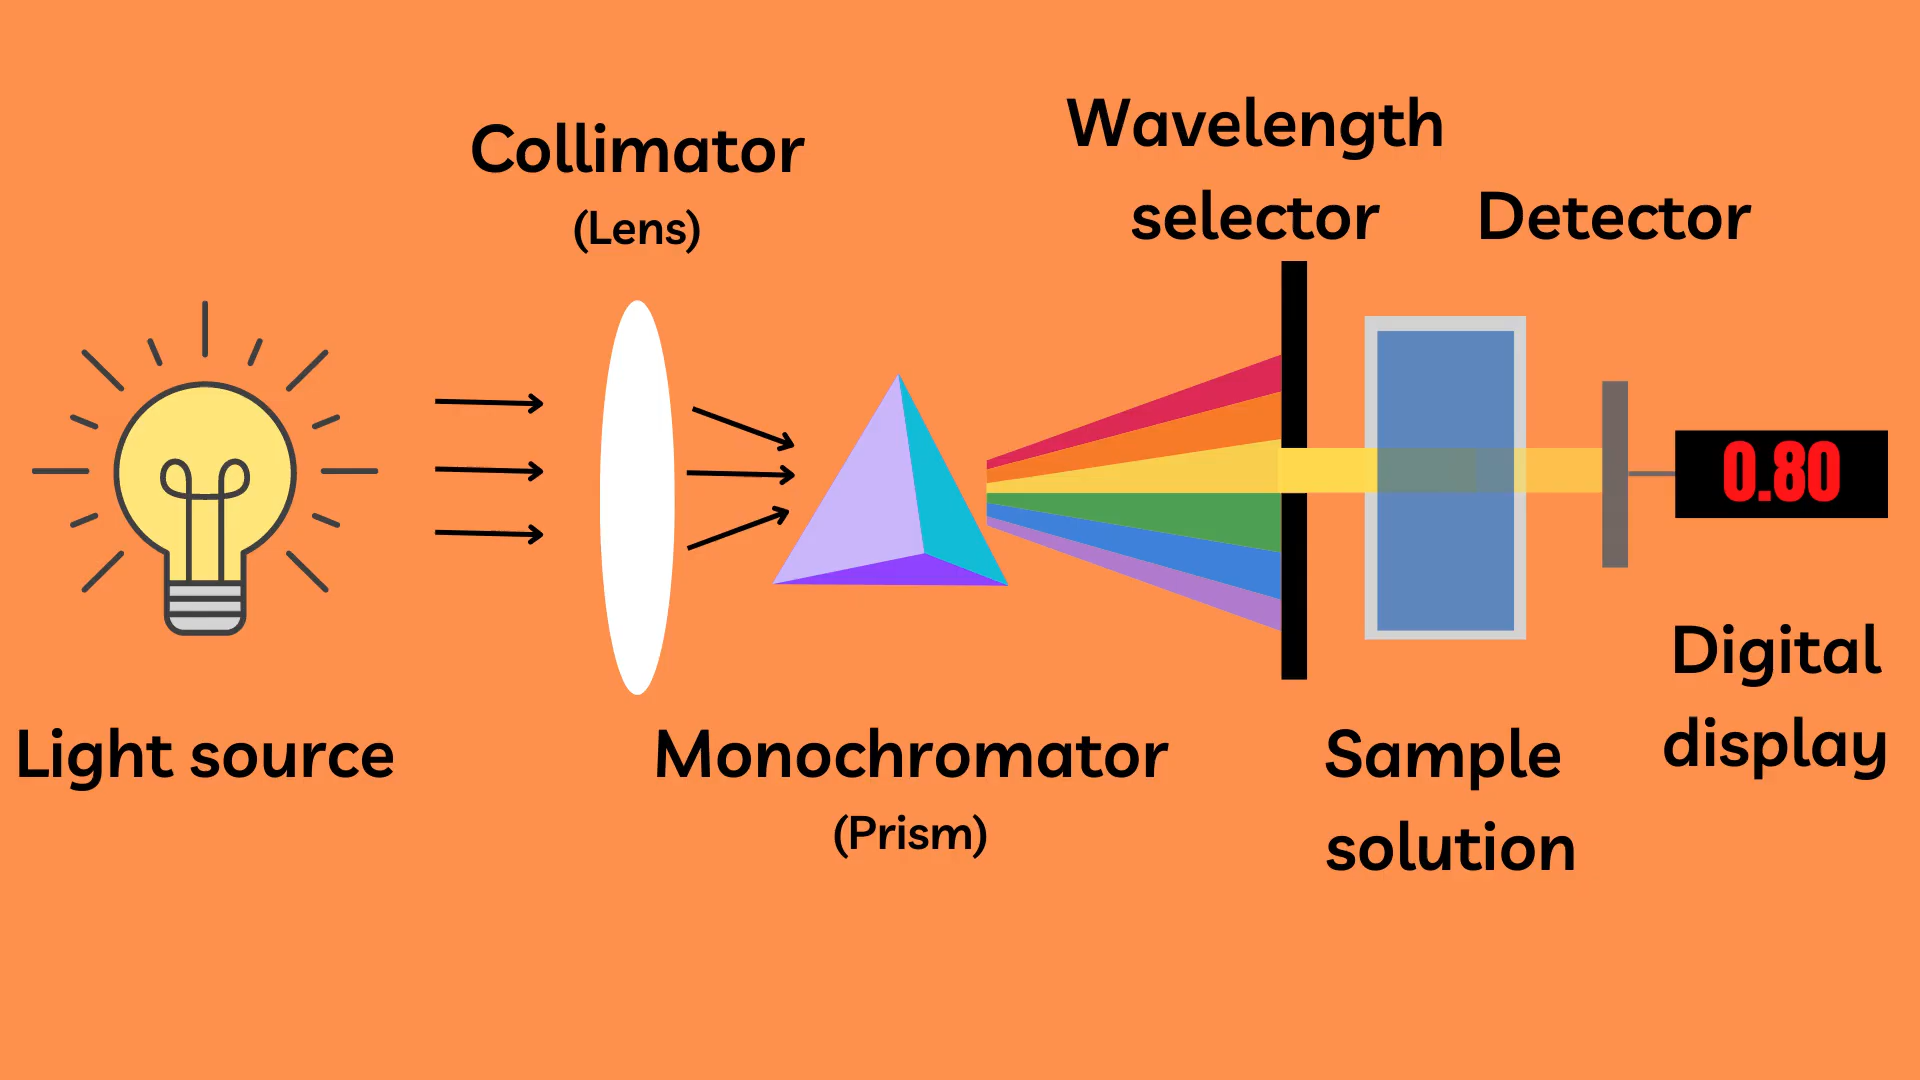 Collimator
(Lens)
Wavelength
selector
Detector
0.80
Light source
Monochromator
(Prism)
Sample
solution
Digital
display